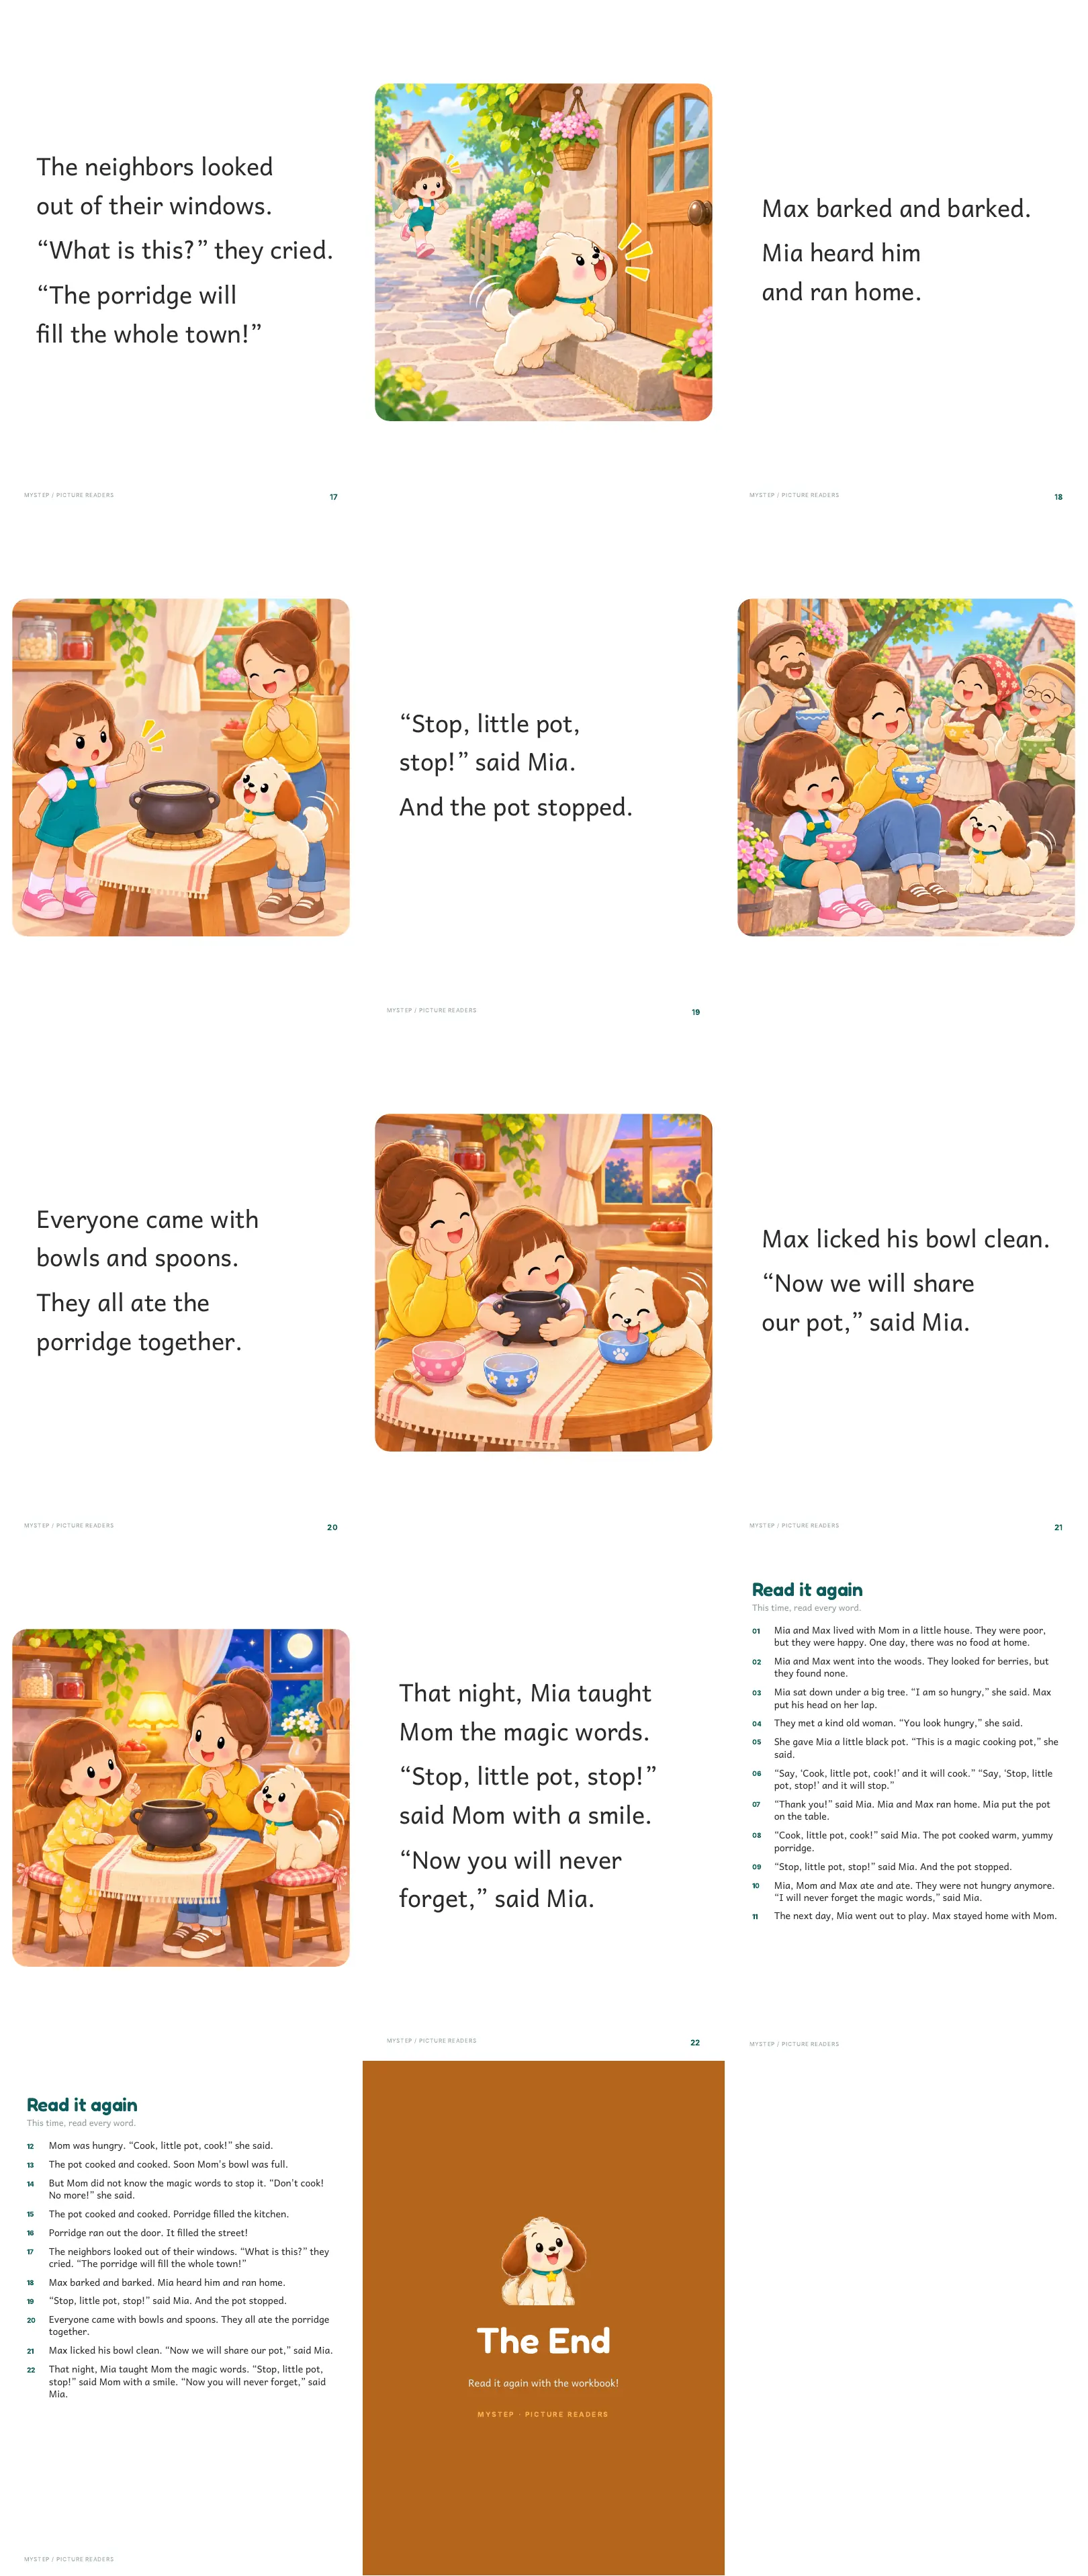 The neighbors looked
out of their windows.
“What is this?” they cried.
“The porridge will
fill the whole town!”
MYSTEP / PICTURE READERS
17
Max barked and barked.
Mia heard him
and ran home.
MYSTEP / PICTURE READERS
18
“Stop, little pot,
stop!” said Mia.
And the pot stopped.
MYSTEP / PICTURE READERS
19
Everyone came with
bowls and spoons.
They all ate the
porridge together.
MYSTEP / PICTURE READERS
20
Max licked his bowl clean.
“Now we will share
our pot,” said Mia.
MYSTEP / PICTURE READERS
21
That night, Mia taught
Mom the magic words.
“Stop, little pot, stop!”
said Mom with a smile.
“Now you will never
forget,” said Mia.
MYSTEP / PICTURE READERS
22
Read it again
This time, read every word.
01 Mia and Max lived with Mom in a little house. They were poor,
but they were happy. One day, there was no food at home.
02 Mia and Max went into the woods. They looked for berries, but
they found none.
03 Mia sat down under a big tree. “I am so hungry,” she said. Max
put his head on her lap.
04 They met a kind old woman. “You look hungry,” she said.
05 She gave Mia a little black pot. “This is a magic cooking pot,” she
said.
06 “Say, ‘Cook, little pot, cook!’ and it will cook.” “Say, ‘Stop, little
pot, stop!’ and it will stop.”
07 “Thank you!” said Mia. Mia and Max ran home. Mia put the pot
on the table.
08 “Cook, little pot, cook!” said Mia. The pot cooked warm, yummy
porridge.
09 “Stop, little pot, stop!” said Mia. And the pot stopped.
10 Mia, Mom and Max ate and ate. They were not hungry anymore.
“I will never forget the magic words,” said Mia.
11 The next day, Mia went out to play. Max stayed home with Mom.
MYSTEP / PICTURE READERS
Read it again
This time, read every word.
12 Mom was hungry. “Cook, little pot, cook!” she said.
13 The pot cooked and cooked. Soon Mom’s bowl was full.
14 But Mom did not know the magic words to stop it. “Don’t cook!
No more!” she said.
15 The pot cooked and cooked. Porridge filled the kitchen.
16 Porridge ran out the door. It filled the street!
17 The neighbors looked out of their windows. “What is this?” they
cried. “The porridge will fill the whole town!”
18 Max barked and barked. Mia heard him and ran home.
19 “Stop, little pot, stop!” said Mia. And the pot stopped.
20 Everyone came with bowls and spoons. They all ate the porridge
together.
21 Max licked his bowl clean. “Now we will share our pot,” said Mia.
22 That night, Mia taught Mom the magic words. “Stop, little pot,
stop!” said Mom with a smile. “Now you will never forget,” said
Mia.
MYSTEP / PICTURE READERS
The End
Read it again with the workbook!
MYSTEP · PICTURE READERS